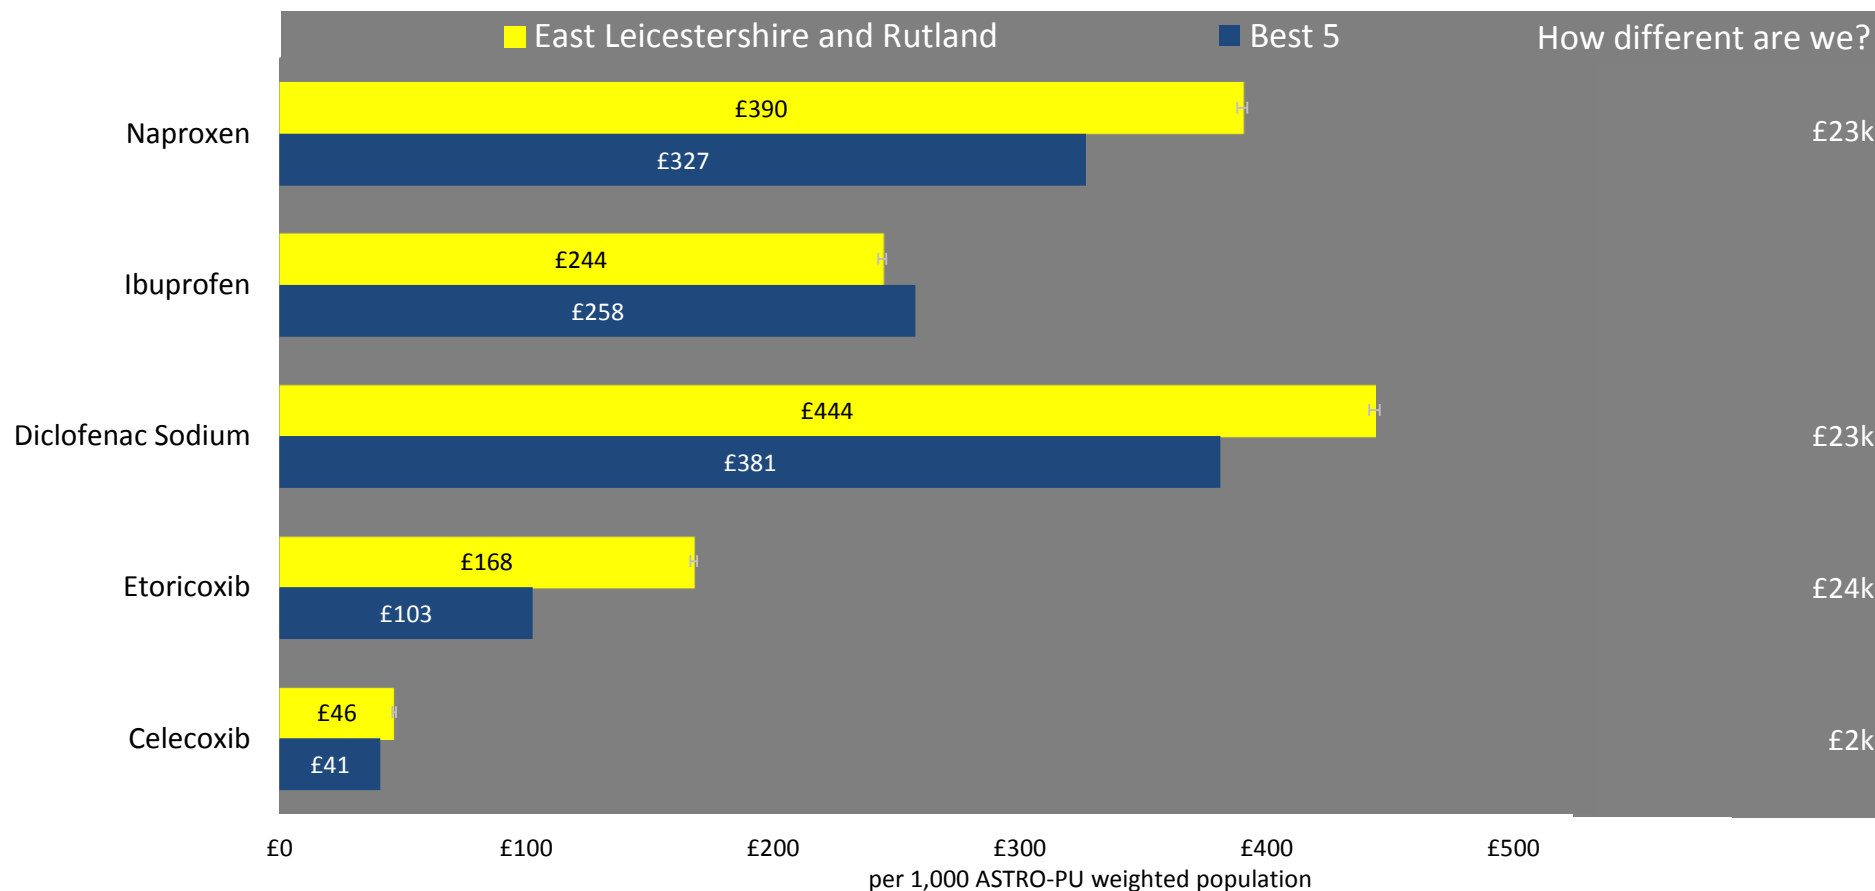 East Leicestershire and Rutland Best 5 How different are we?
Naproxen £390 £327 £23k
Ibuprofen £244 £258
Diclofenac Sodium £444 £381 £23k
Etoricoxib £168 £103 £24k
Celecoxib £46 £41 £2k
£0 £100 £200 £300 £400 £500
per 1,000 ASTRO-PU weighted population